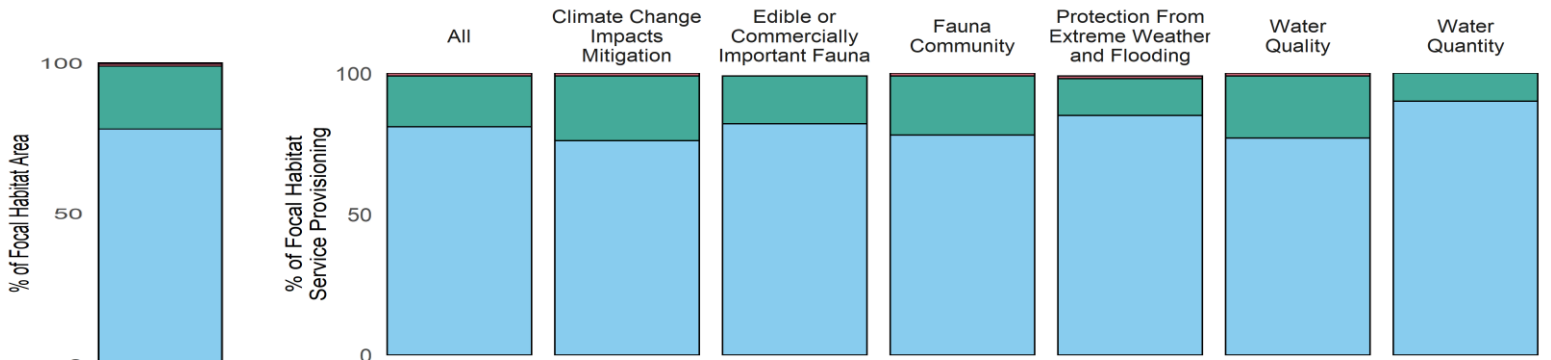 % of Focal Habitat Area
100
50
% of Focal Habitat
Service Provisioning
100
50
0
All
Climate Change
Impacts
Mitigation
Edible or
Commercially
Important Fauna
Fauna
Community
Protection From
Extreme Weather
and Flooding
Water
Quality
Water
Quantity